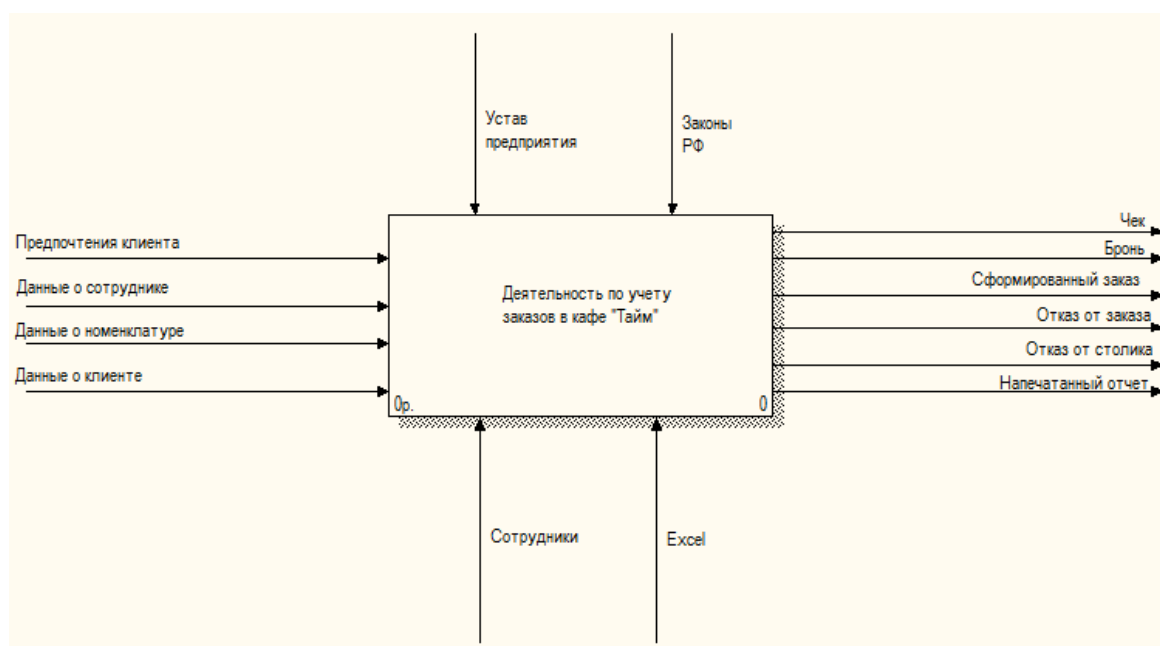 Устав
предприятия
Законы
РФ
Предпочтения клиента
Данные о сотруднике
Данные о номенклатуре
Данные о клиенте
Деятельность по учету
заказов в кафе "Тайм"
0р.
0
Чек
Бронь
Сформированный заказ
Отказ от заказа
Отказ от столика
Напечатанный отчет
Сотрудники
Excel